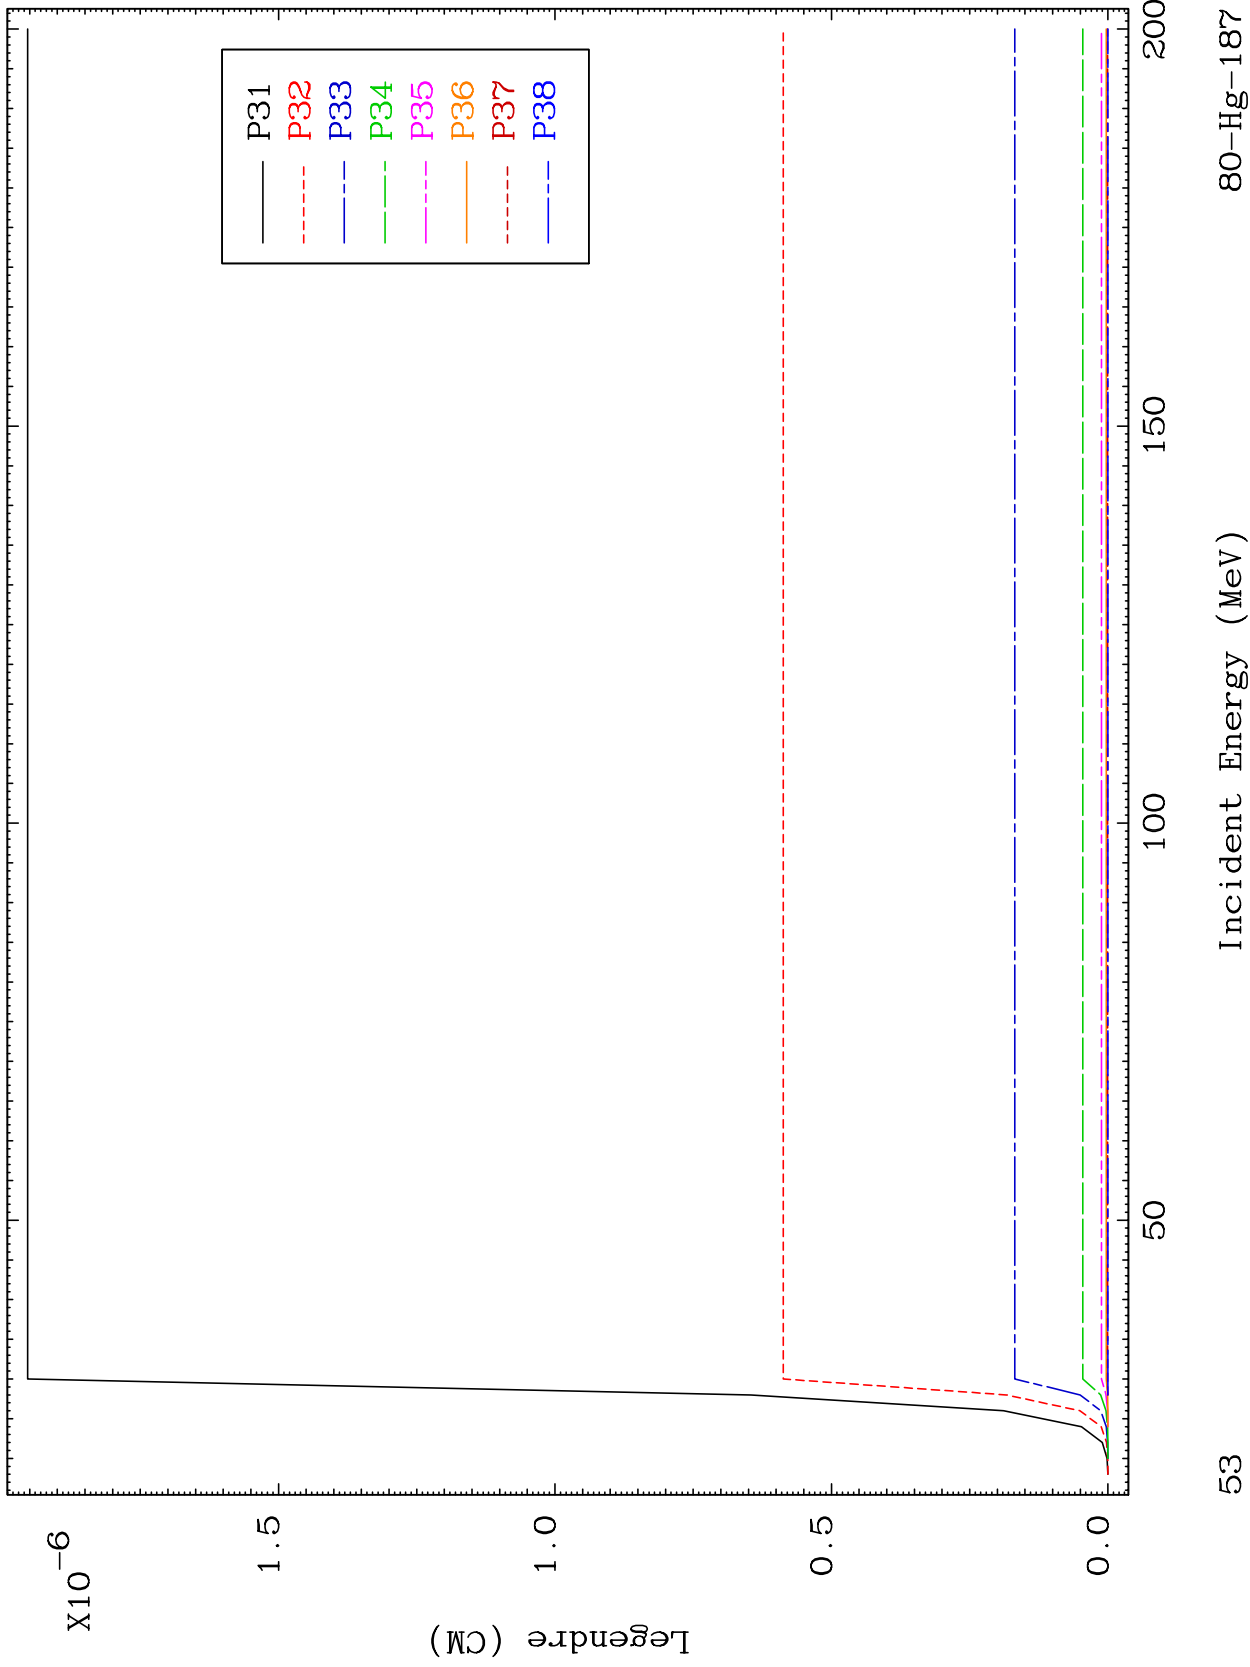 X10-6
1.5
1.0
0.5
0.0
Legendre (CM)
P31
P32
P33
P34
P35
P36
P37
P38
50
100
150
200
53
Incident Energy (MeV)
80-Hg-187